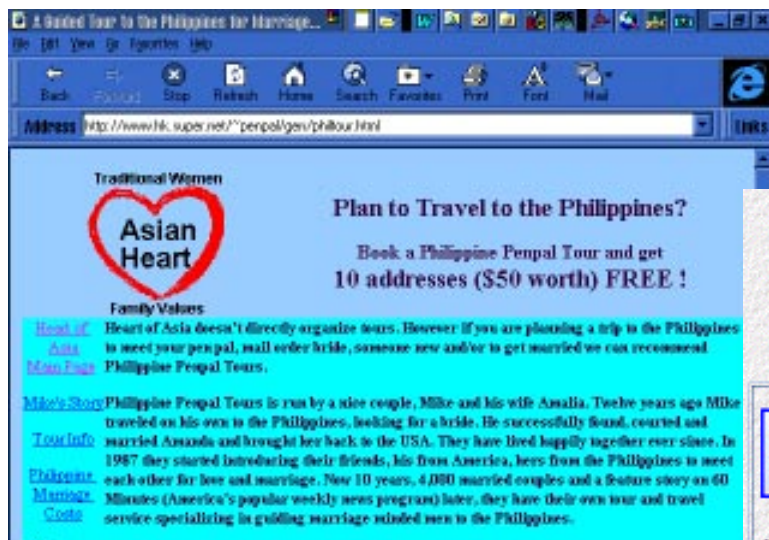 A Guided Tour to the Philippines for Marriage...
File Edit View Go Favorites Help
Back Forward Stop Refresh Home Search Favorites Print Font Mail
Address http://www.hk.super.net/~penpal/gen/philtour.html Links
Traditional Women
Asian
Heart
Family Values
Plan to Travel to the Philippines?
Book a Philippine Penpal Tour and get
10 addresses ($50 worth) FREE !
Heart of
Asia
Main Page
Mike's Story
Tour Info
Philippine
Marriage
Costs
Heart of Asia doesn't directly organize tours. However if you are planning a trip to the Philippines
to meet your pen pal, mail order bride, someone new and/or to get married we can recommend
Philippine Penpal Tours.
Philippine Penpal Tours is run by a nice couple, Mike and his wife Amalia. Twelve years ago Mike
traveled on his own to the Philippines, looking for a bride. He successfully found, courted and
married Amanda and brought her back to the USA. They have lived happily together ever since. In
1987 they started introducing their friends, his from America, hers from the Philippines to meet
each other for love and marriage. Now 10 years, 4,000 married couples and a feature story on 60
Minutes (America's popular weekly news program) later, they have their own tour and travel
service specializing in guiding marriage minded men to the Philippines.